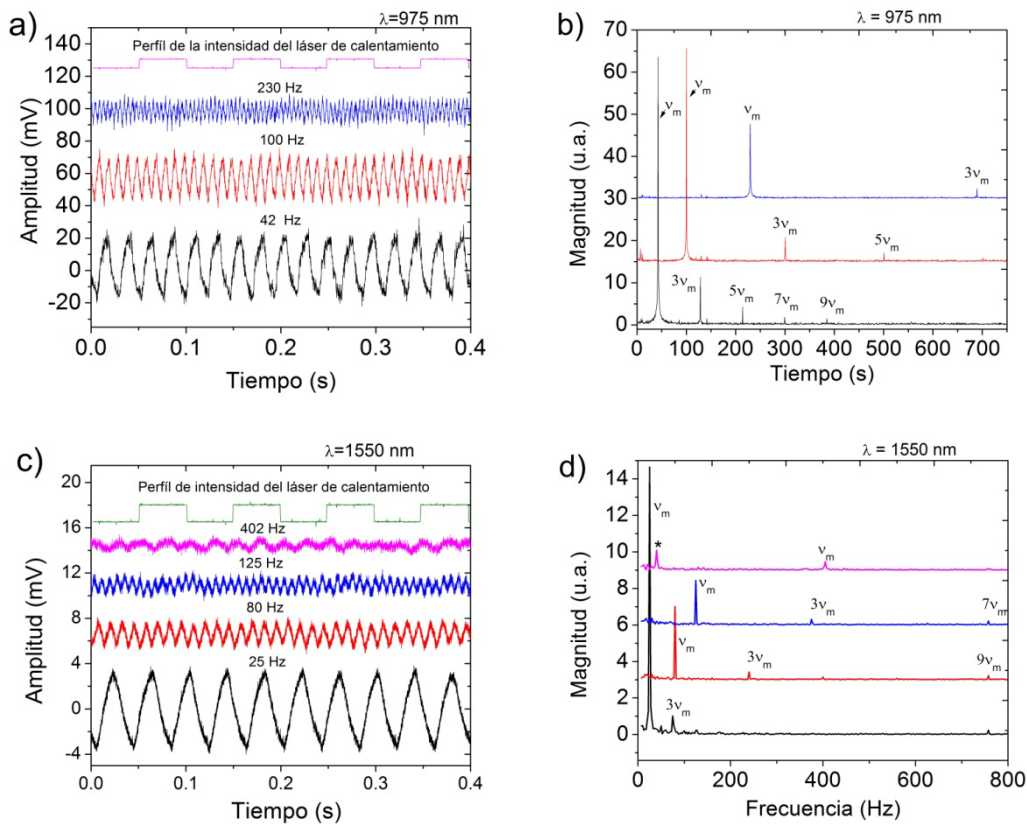 a)
λ=975 nm
Perfíl de la intensidad del láser de calentamiento
230 Hz
100 Hz
42 Hz
Amplitud (mV)
140
120
100
80
60
40
20
0
-20
0.0 0.1 0.2 0.3 0.4
Tiempo (s)
b)
λ = 975 nm
Magnitud (u.a.)
70
60
50
40
30
20
10
0
νm
νm
νm
3νm
3νm
5νm
3νm
5νm
7νm
9νm
0 100 200 300 400 500 600 700
Tiempo (s)
c)
λ=1550 nm
Perfíl de intensidad del láser de calentamiento
402 Hz
125 Hz
80 Hz
25 Hz
Amplitud (mV)
20
16
12
8
4
0
-4
0.0 0.1 0.2 0.3 0.4
Tiempo (s)
d)
λ = 1550 nm
Magnitud (u.a.)
14
12
10
8
6
4
2
0
νm
*
νm
νm
3νm
7νm
νm
3νm
9νm
3νm
0 200 400 600 800
Frecuencia (Hz)